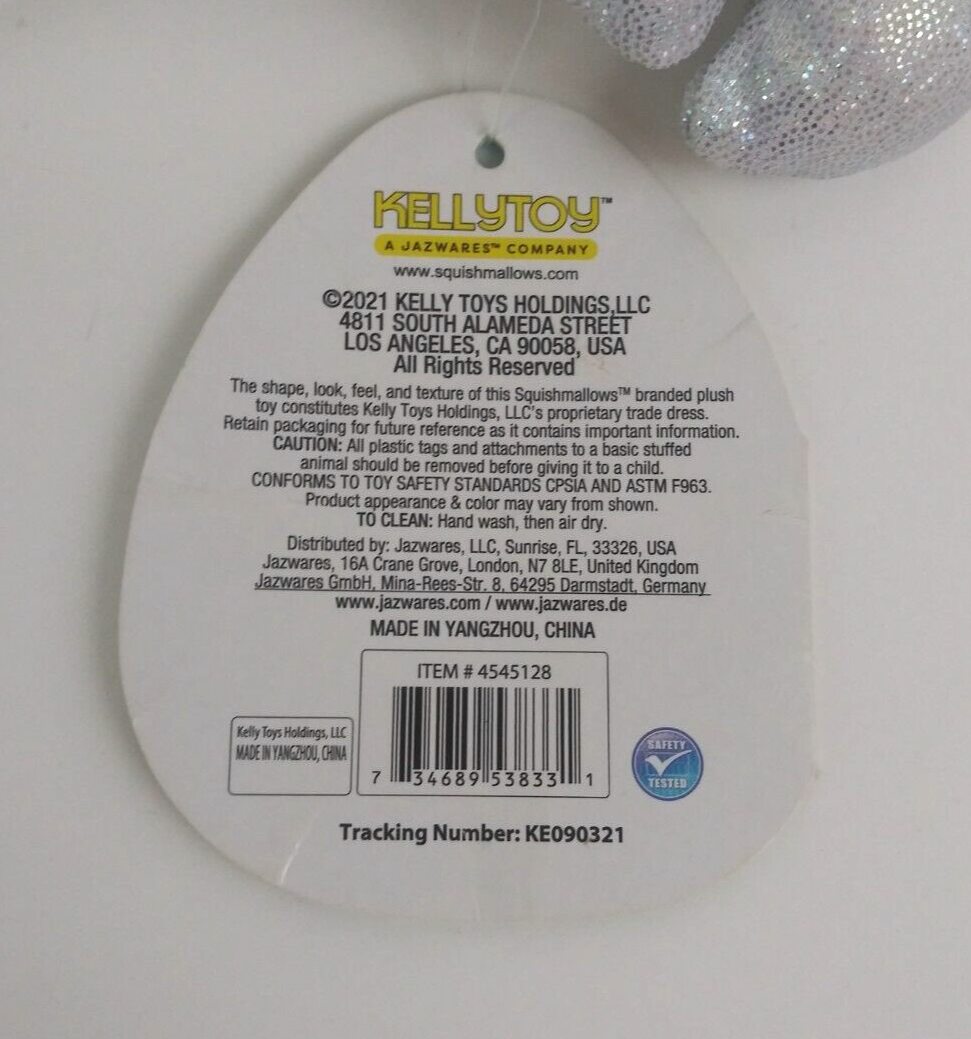 KELLYTOY™
A JAZWARES™ COMPANY
www.squishmallows.com
©2021 KELLY TOYS HOLDINGS,LLC
4811 SOUTH ALAMEDA STREET
LOS ANGELES, CA 90058, USA
All Rights Reserved
The shape, look, feel, and texture of this Squishmallows™ branded plush
toy constitutes Kelly Toys Holdings, LLC's proprietary trade dress.
Retain packaging for future reference as it contains important information.
CAUTION: All plastic tags and attachments to a basic stuffed
animal should be removed before giving it to a child.
CONFORMS TO TOY SAFETY STANDARDS CPSIA AND ASTM F963.
Product appearance & color may vary from shown.
TO CLEAN: Hand wash, then air dry.
Distributed by: Jazwares, LLC, Sunrise, FL, 33326, USA
Jazwares, 16A Crane Grove, London, N7 8LE, United Kingdom
Jazwares GmbH, Mina-Rees-Str. 8, 64295 Darmstadt, Germany
www.jazwares.com / www.jazwares.de
MADE IN YANGZHOU, CHINA
ITEM # 4545128
7 34689 53833 1
Kelly Toys Holdings, LLC
MADE IN YANGZHOU, CHINA
SAFETY
TESTED
Tracking Number: KE090321